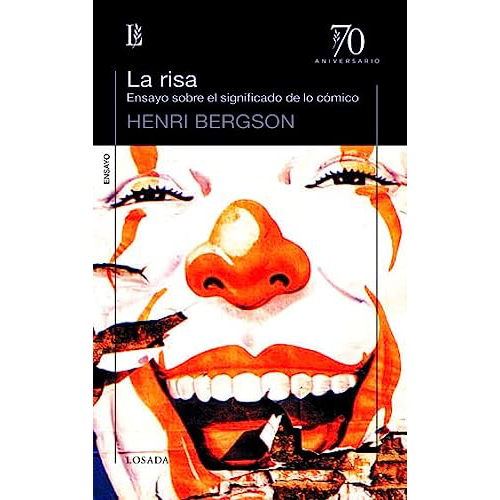 L
70
ANIVERSARIO
La risa
Ensayo sobre el significado de lo cómico
HENRI BERGSON
ENSAYO
LOSADA